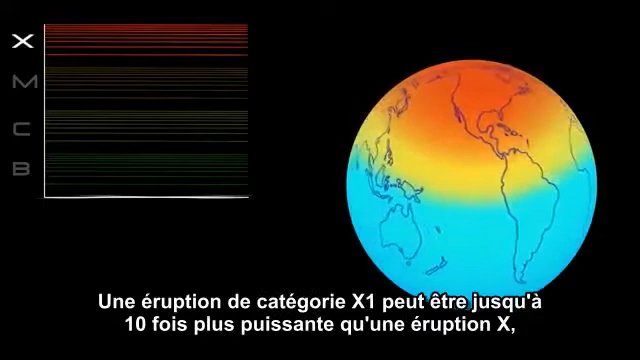 X
M
C
B
Une éruption de catégorie X1 peut être jusqu'à
10 fois plus puissante qu'une éruption X,